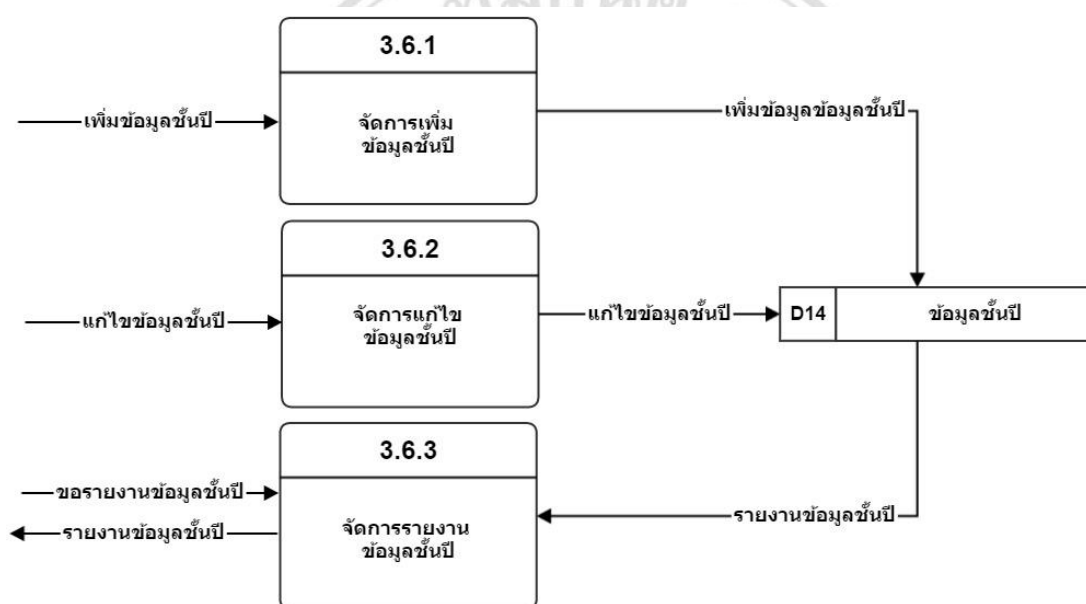 3.6.1
เพิ่มข้อมูลชั้นปี
จัดการเพิ่ม
ข้อมูลชั้นปี
เพิ่มข้อมูลข้อมูลชั้นปี
3.6.2
แก้ไขข้อมูลชั้นปี
จัดการแก้ไข
ข้อมูลชั้นปี
แก้ไขข้อมูลชั้นปี
D14
ข้อมูลชั้นปี
3.6.3
ขอรายงานข้อมูลชั้นปี
รายงานข้อมูลชั้นปี
จัดการรายงาน
ข้อมูลชั้นปี
รายงานข้อมูลชั้นปี